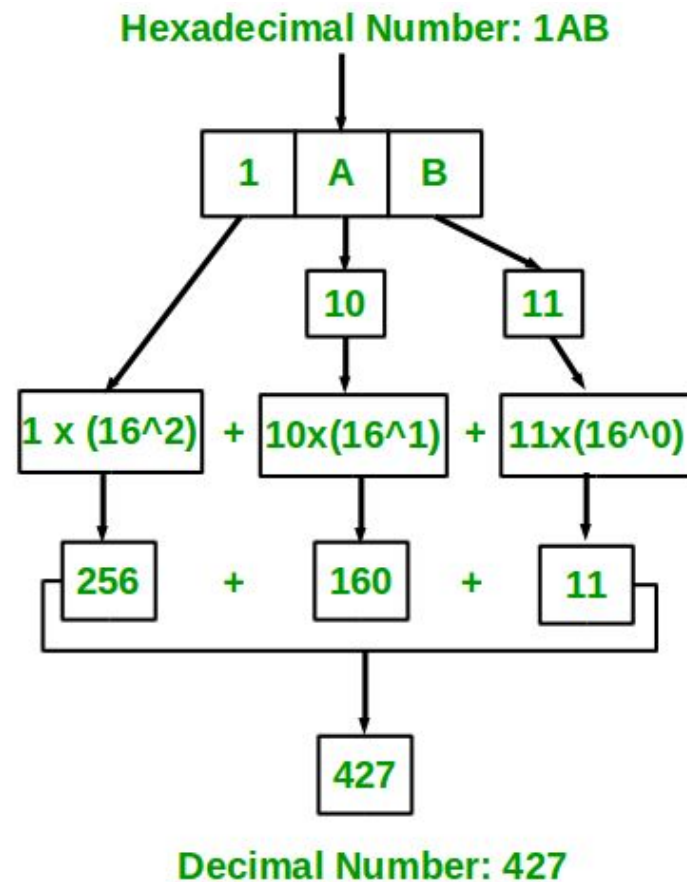 Hexadecimal Number: 1AB
1 A B
10 11
1 x (16^2) + 10x(16^1) + 11x(16^0)
256 + 160 + 11
427
Decimal Number: 427